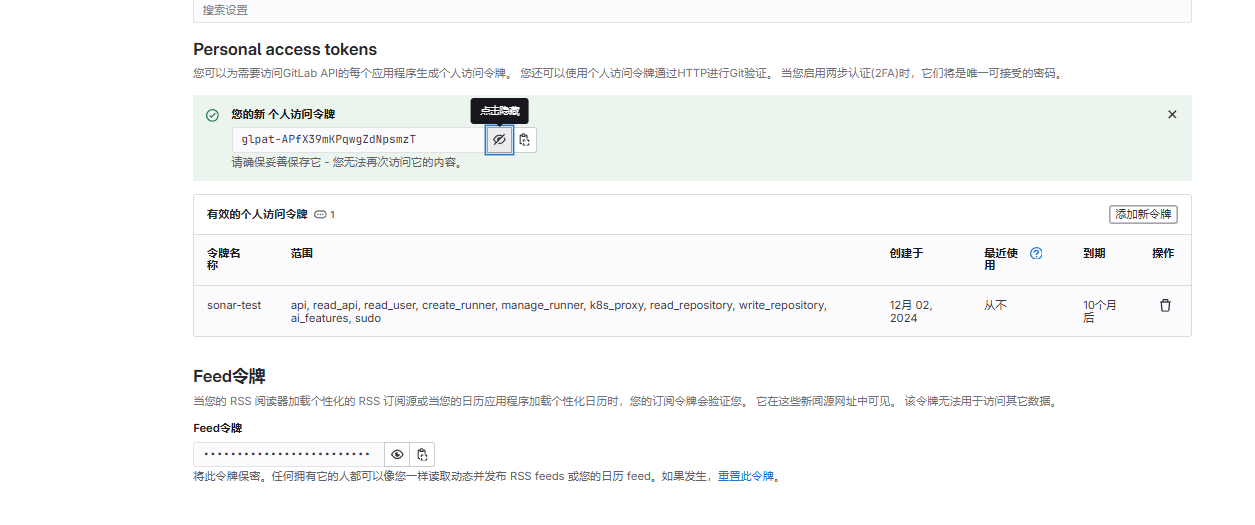 搜索设置
Personal access tokens
您可以为需要访问GitLab API的每个应用程序生成个人访问令牌。 您还可以使用个人访问令牌通过HTTP进行Git验证。 当您启用两步认证(2FA)时，它们将是唯一可接受的密码。
点击隐藏
您的新 个人访问令牌
glpat-APfX39mKPqwgZdNpsmzT
请确保妥善保存它 - 您无法再次访问它的内容。
有效的个人访问令牌 1
添加新令牌
令牌名称 范围 创建于 最近使用 到期 操作
sonar-test api, read_api, read_user, create_runner, manage_runner, k8s_proxy, read_repository, write_repository, 12月 02, 从不 10个月
ai_features, sudo 2024 后
Feed令牌
当您的 RSS 阅读器加载个性化的 RSS 订阅源或当您的日历应用程序加载个性化日历时，您的订阅令牌会验证您。 它在这些新闻源网址中可见。 该令牌无法用于访问其它数据。
Feed令牌
将此令牌保密。任何拥有它的人都可以像您一样读取动态并发布 RSS feeds 或您的日历 feed。如果发生，重置此令牌。